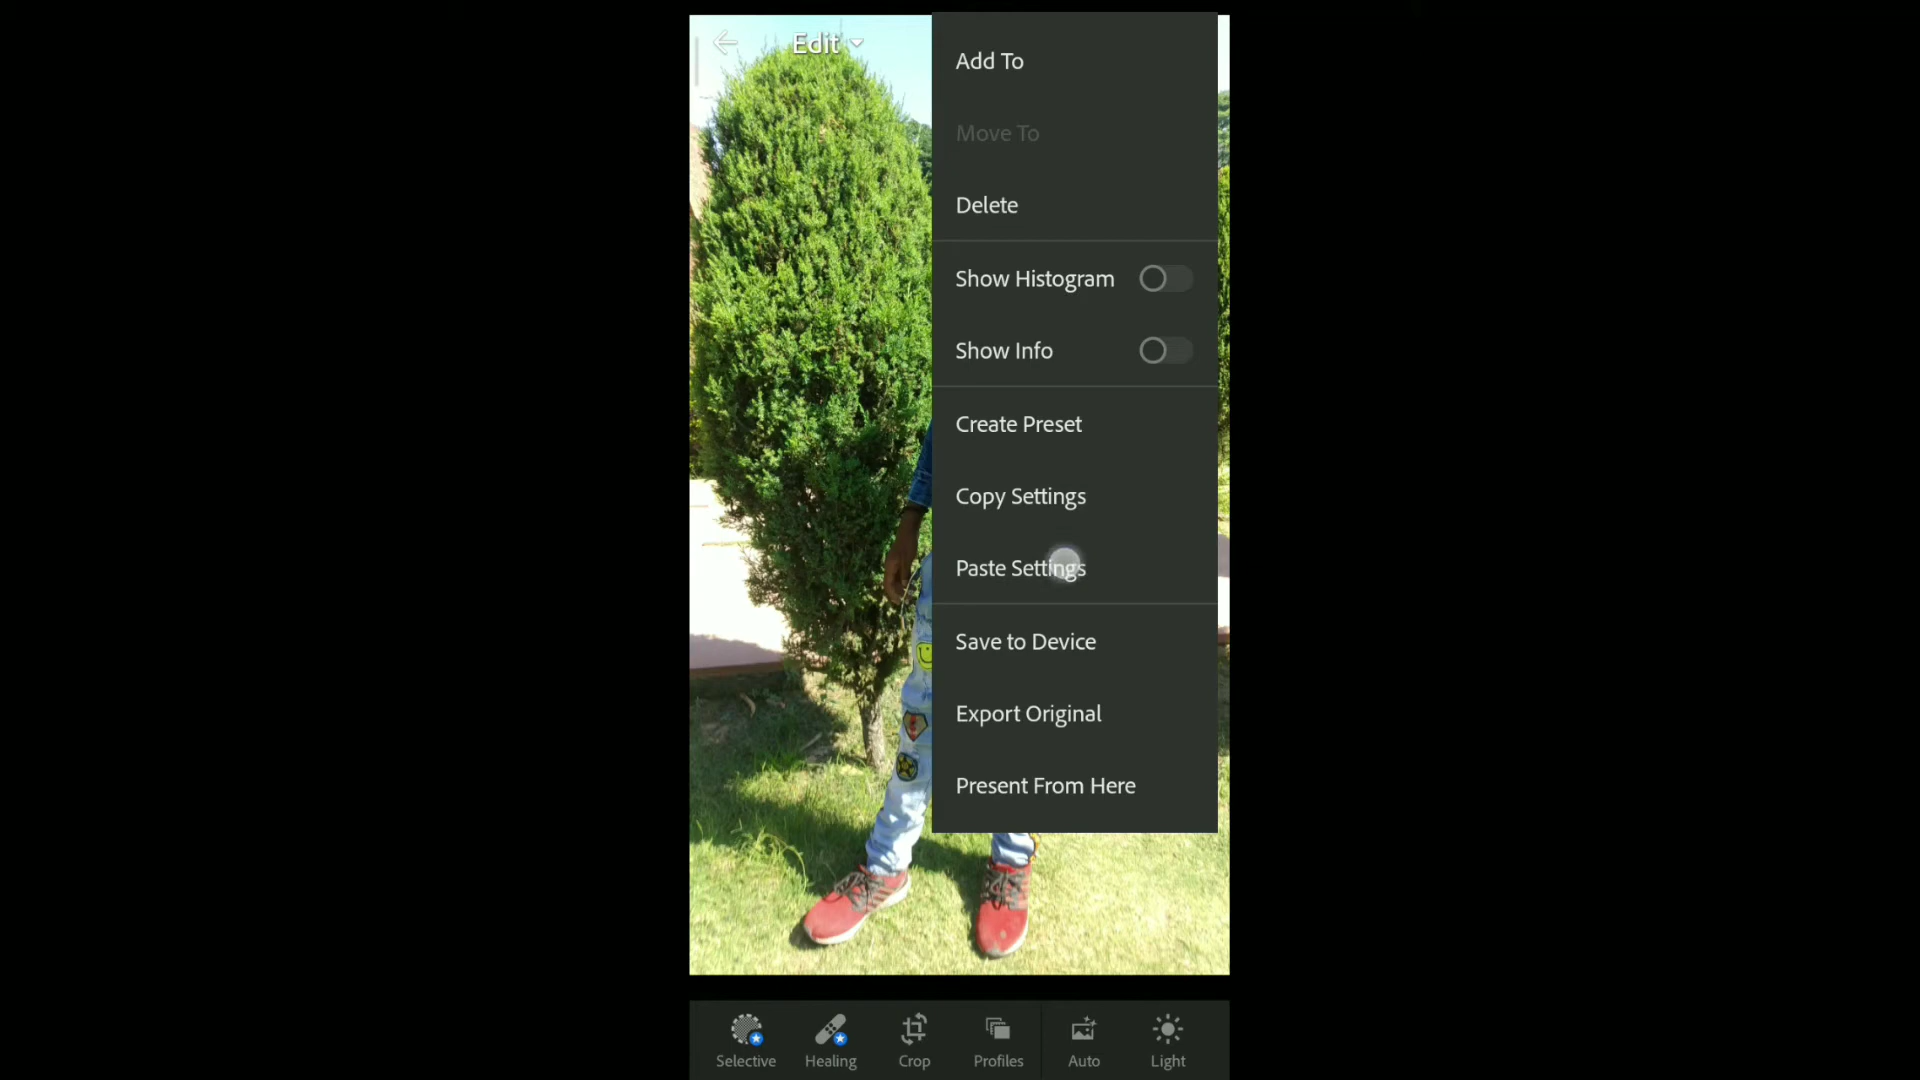 Edit
Add To
Move To
Delete
Show Histogram
Show Info
Create Preset
Copy Settings
Paste Settings
Save to Device
Export Original
Present From Here
Selective
Healing
Crop
Profiles
Auto
Light